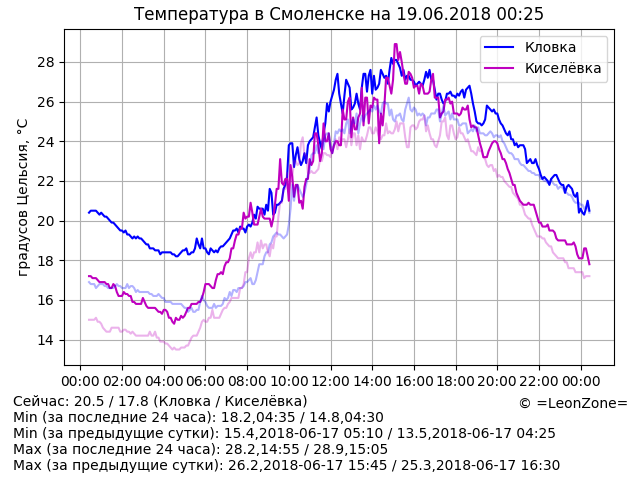 Температура в Смоленске на 19.06.2018 00:25
градусов Цельсия, °C
28
26
24
22
20
18
16
14
Кловка
Киселёвка
00:00 02:00 04:00 06:00 08:00 10:00 12:00 14:00 16:00 18:00 20:00 22:00 00:00
Сейчас: 20.5 / 17.8 (Кловка / Киселёвка)
© =LeonZone=
Min (за последние 24 часа): 18.2,04:35 / 14.8,04:30
Min (за предыдущие сутки): 15.4,2018-06-17 05:10 / 13.5,2018-06-17 04:25
Max (за последние 24 часа): 28.2,14:55 / 28.9,15:05
Max (за предыдущие сутки): 26.2,2018-06-17 15:45 / 25.3,2018-06-17 16:30